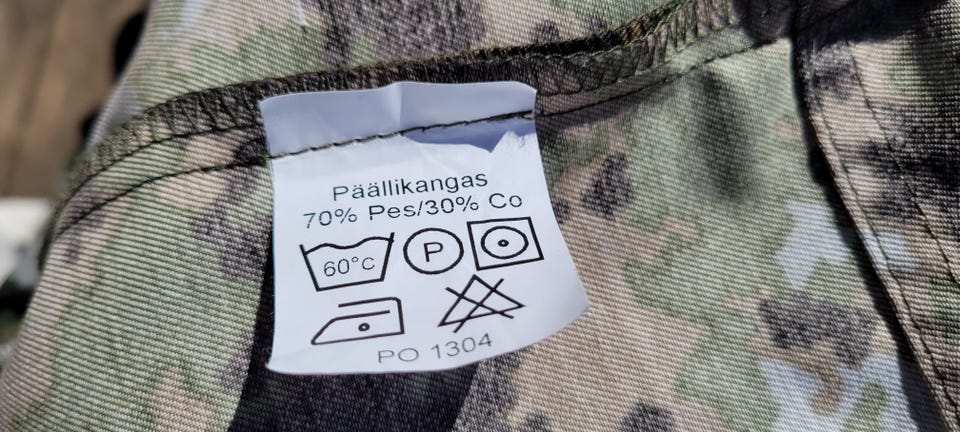 Päällikangas
70% Pes/30% Co
60°C P
PO 1304